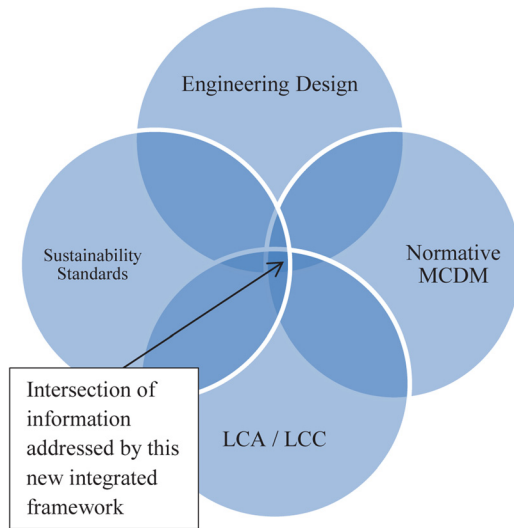 Engineering Design
Sustainability
Standards
Normative
MCDM
LCA / LCC
Intersection of
information
addressed by this
new integrated
framework